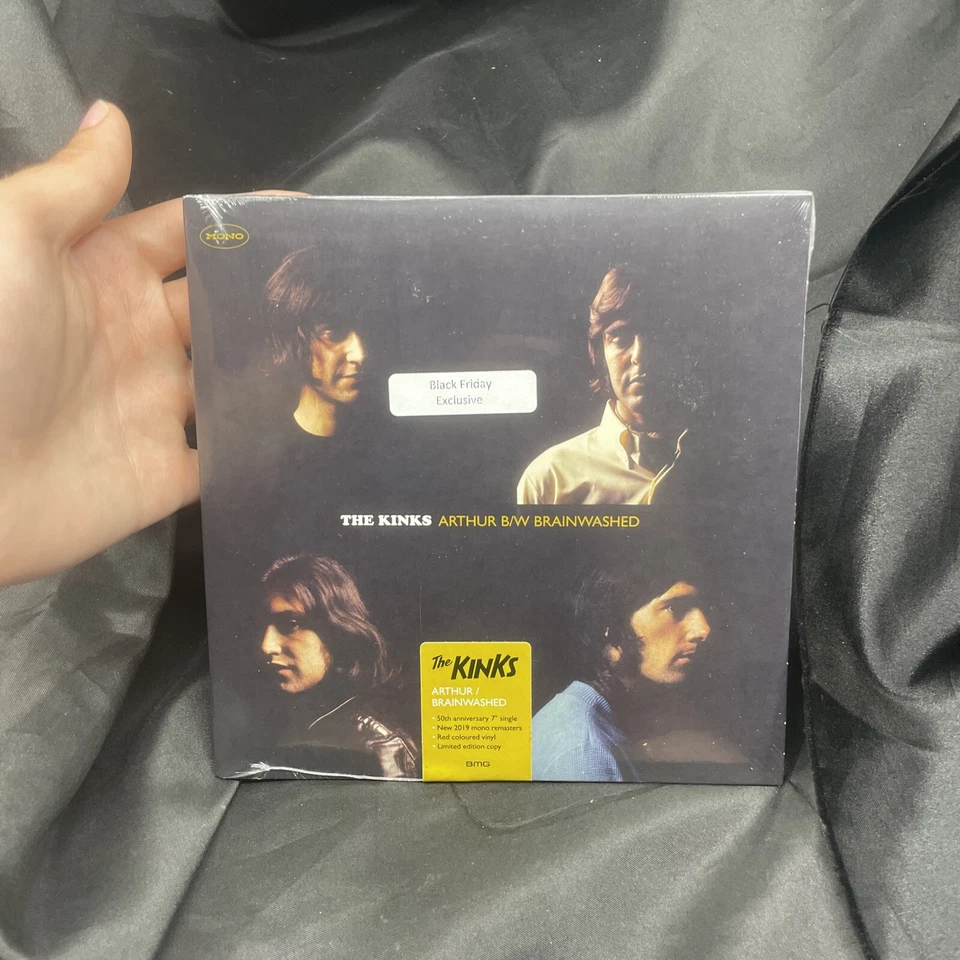 MONO
Black Friday
Exclusive
THE KINKS ARTHUR B/W BRAINWASHED
The KINKS
ARTHUR /
BRAINWASHED
• 50th anniversary 7" single
• New 2019 mono remasters
• Red coloured vinyl
• Limited edition copy
BMG